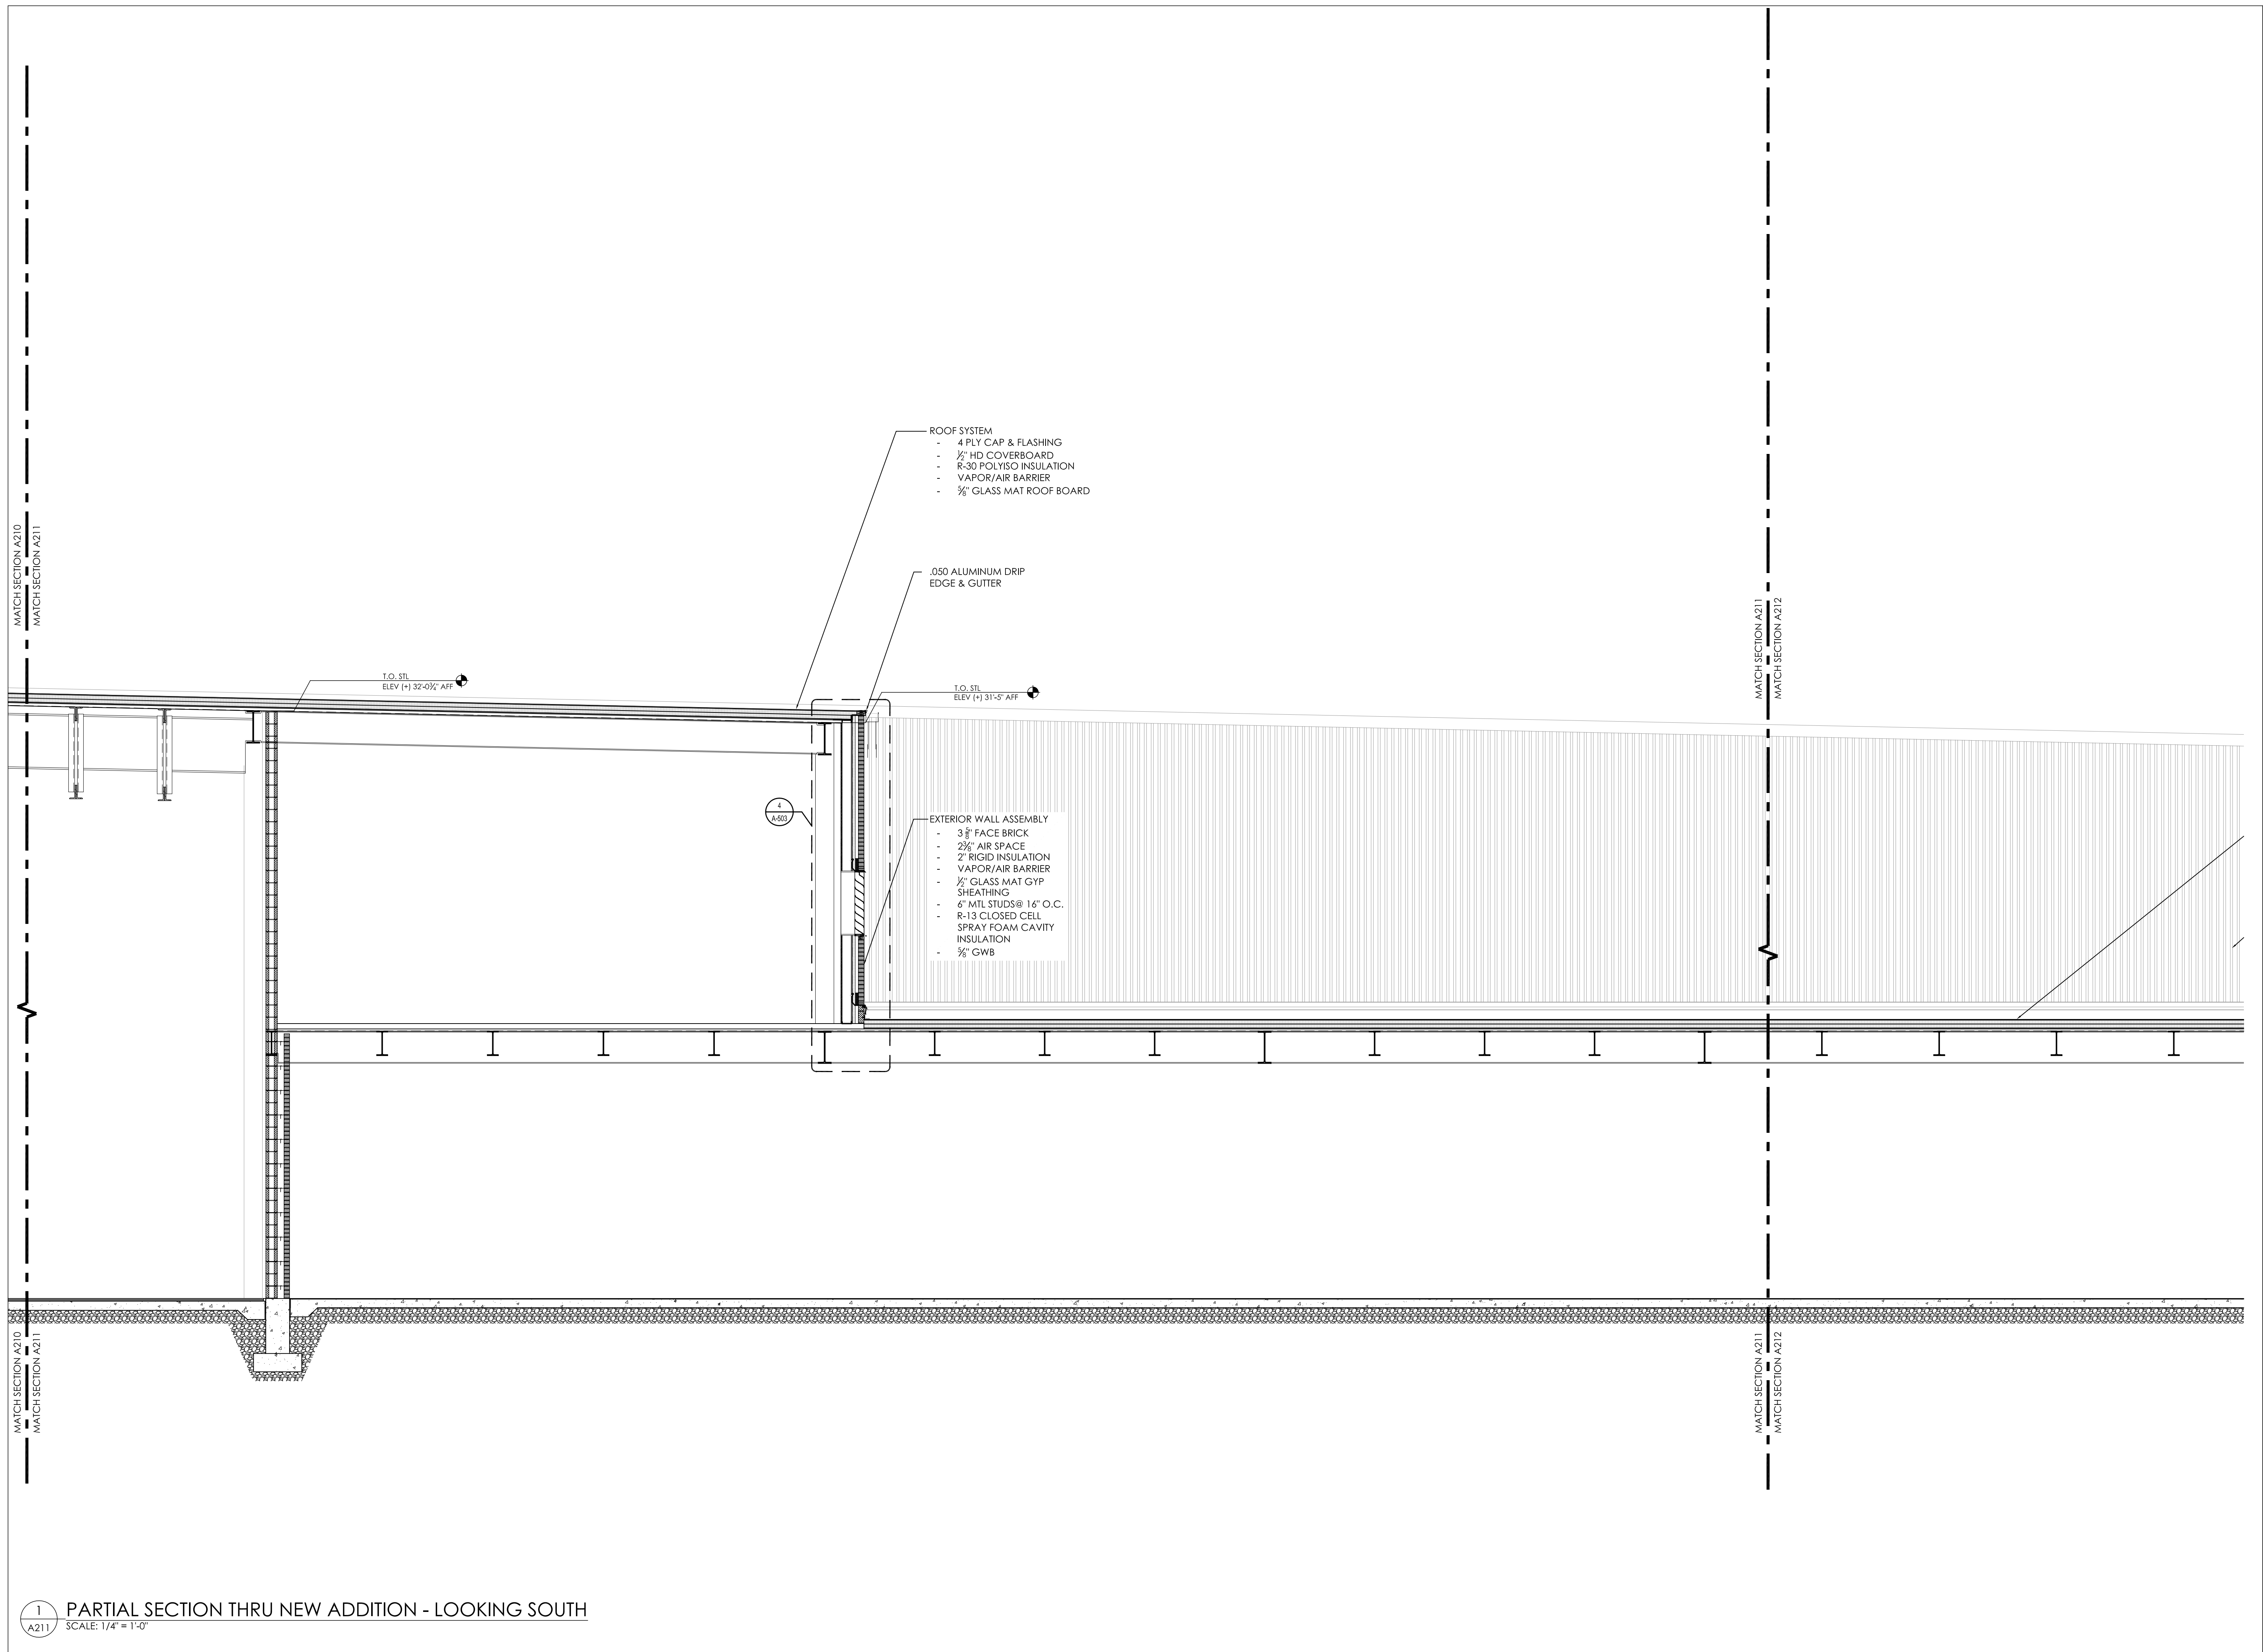 ROOF SYSTEM
- 4 PLY CAP & FLASHING
- ½" HD COVERBOARD
- R-30 POLYISO INSULATION
- VAPOR/AIR BARRIER
- ⅝" GLASS MAT ROOF BOARD
MATCH SECTION A210
MATCH SECTION A211
.050 ALUMINUM DRIP
EDGE & GUTTER
MATCH SECTION A211
MATCH SECTION A212
T.O. STL
ELEV (+) 32'-0¾" AFF
T.O. STL
ELEV (+) 31'-5" AFF
4
A-503
EXTERIOR WALL ASSEMBLY
- 3 ⅝" FACE BRICK
- 2⅜" AIR SPACE
- 2" RIGID INSULATION
- VAPOR/AIR BARRIER
- ½" GLASS MAT GYP
SHEATHING
- 6" MTL STUDS@ 16" O.C.
- R-13 CLOSED CELL
SPRAY FOAM CAVITY
INSULATION
- ⅝" GWB
MATCH SECTION A210
MATCH SECTION A211
MATCH SECTION A211
MATCH SECTION A212
1
A211
PARTIAL SECTION THRU NEW ADDITION - LOOKING SOUTH
SCALE: 1/4" = 1'-0"